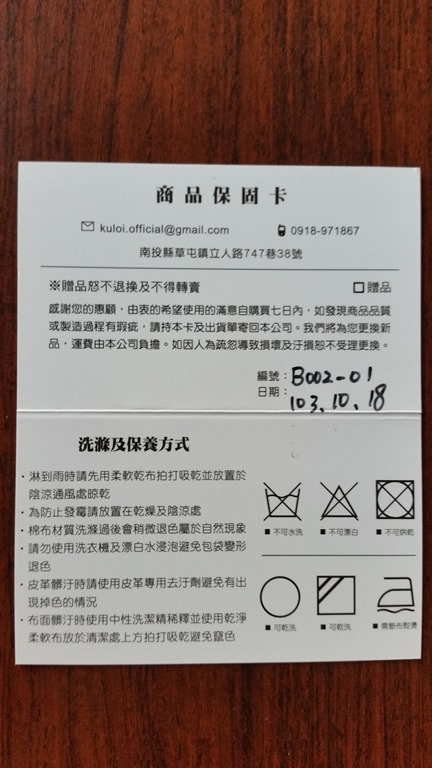 商品保固卡
kuloi.official@gmail.com 0918-971867
南投縣草屯鎮立人路747巷38號
※贈品恕不退換及不得轉賣 贈品
感謝您的惠顧，由衷的希望使用的滿意自購買七日內，如發現商品品質
或製造過程有瑕疵，請持本卡及出貨單寄回本公司。我們將為您更換新
品，運費由本公司負擔。如因人為疏忽導致損壞及汙損恕不受理更換。
編號：B002-01
日期：103.10.18
洗滌及保養方式
・淋到雨時請先用柔軟乾布拍打吸乾並放置於
陰涼通風處晾乾
・為防止發霉請放置在乾燥及陰涼處
・棉布材質洗滌過後會稍微退色屬於自然現象
・請勿使用洗衣機及漂白水浸泡避免包袋變形
退色
・皮革髒汙時請使用皮革專用去汙劑避免有出
現掉色的情況
・布面髒汙時使用中性洗潔精稀釋並使用乾淨
柔軟布放於清潔處上方拍打吸乾避免竄色
■ 不可水洗 ■ 不可漂白 ■ 不可烘乾
■ 可乾洗 ■ 可乾洗 ■ 需墊布熨燙